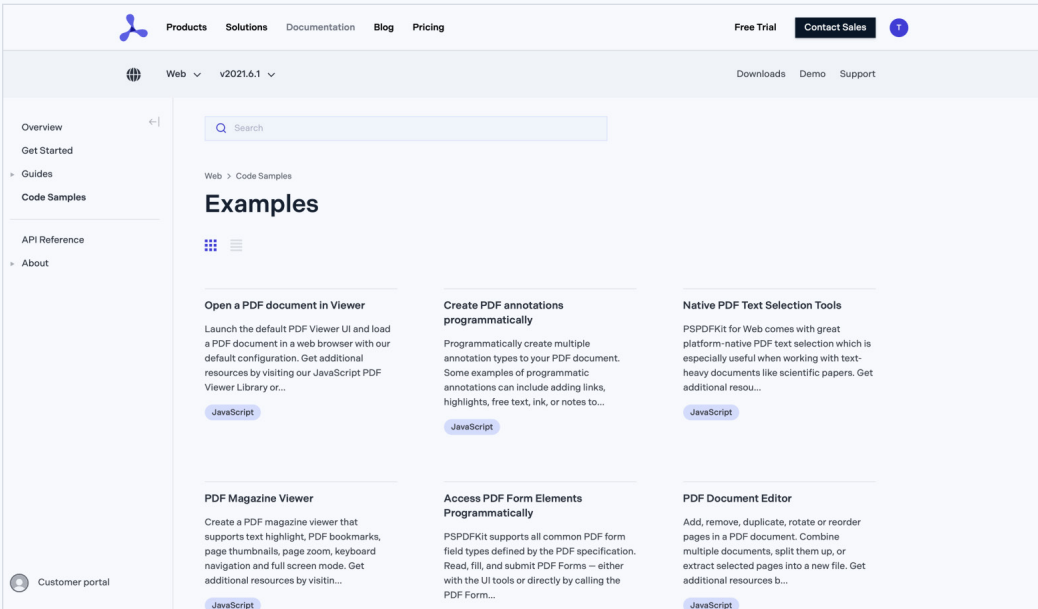 Products Solutions Documentation Blog Pricing Free Trial Contact Sales T
Web v2021.6.1 Downloads Demo Support
Overview
Get Started
Guides
Code Samples
API Reference
About
Customer portal
Search
Web > Code Samples
Examples
Open a PDF document in Viewer
Launch the default PDF Viewer UI and load
a PDF document in a web browser with our
default configuration. Get additional
resources by visiting our JavaScript PDF
Viewer Library or...
JavaScript
Create PDF annotations
programmatically
Programmatically create multiple
annotation types to your PDF document.
Some examples of programmatic
annotations can include adding links,
highlights, free text, ink, or notes to...
JavaScript
Native PDF Text Selection Tools
PSPDFKit for Web comes with great
platform-native PDF text selection which is
especially useful when working with text-
heavy documents like scientific papers. Get
additional resou...
JavaScript
PDF Magazine Viewer
Create a PDF magazine viewer that
supports text highlight, PDF bookmarks,
page thumbnails, page zoom, keyboard
navigation and full screen mode. Get
additional resources by visitin...
JavaScript
Access PDF Form Elements
Programmatically
PSPDFKit supports all common PDF form
field types defined by the PDF specification.
Read, fill, and submit PDF Forms — either
with the UI tools or directly by calling the
PDF Form...
PDF Document Editor
Add, remove, duplicate, rotate or reorder
pages in a PDF document. Combine
multiple documents, split them up, or
extract selected pages into a new file. Get
additional resources b...
JavaScript